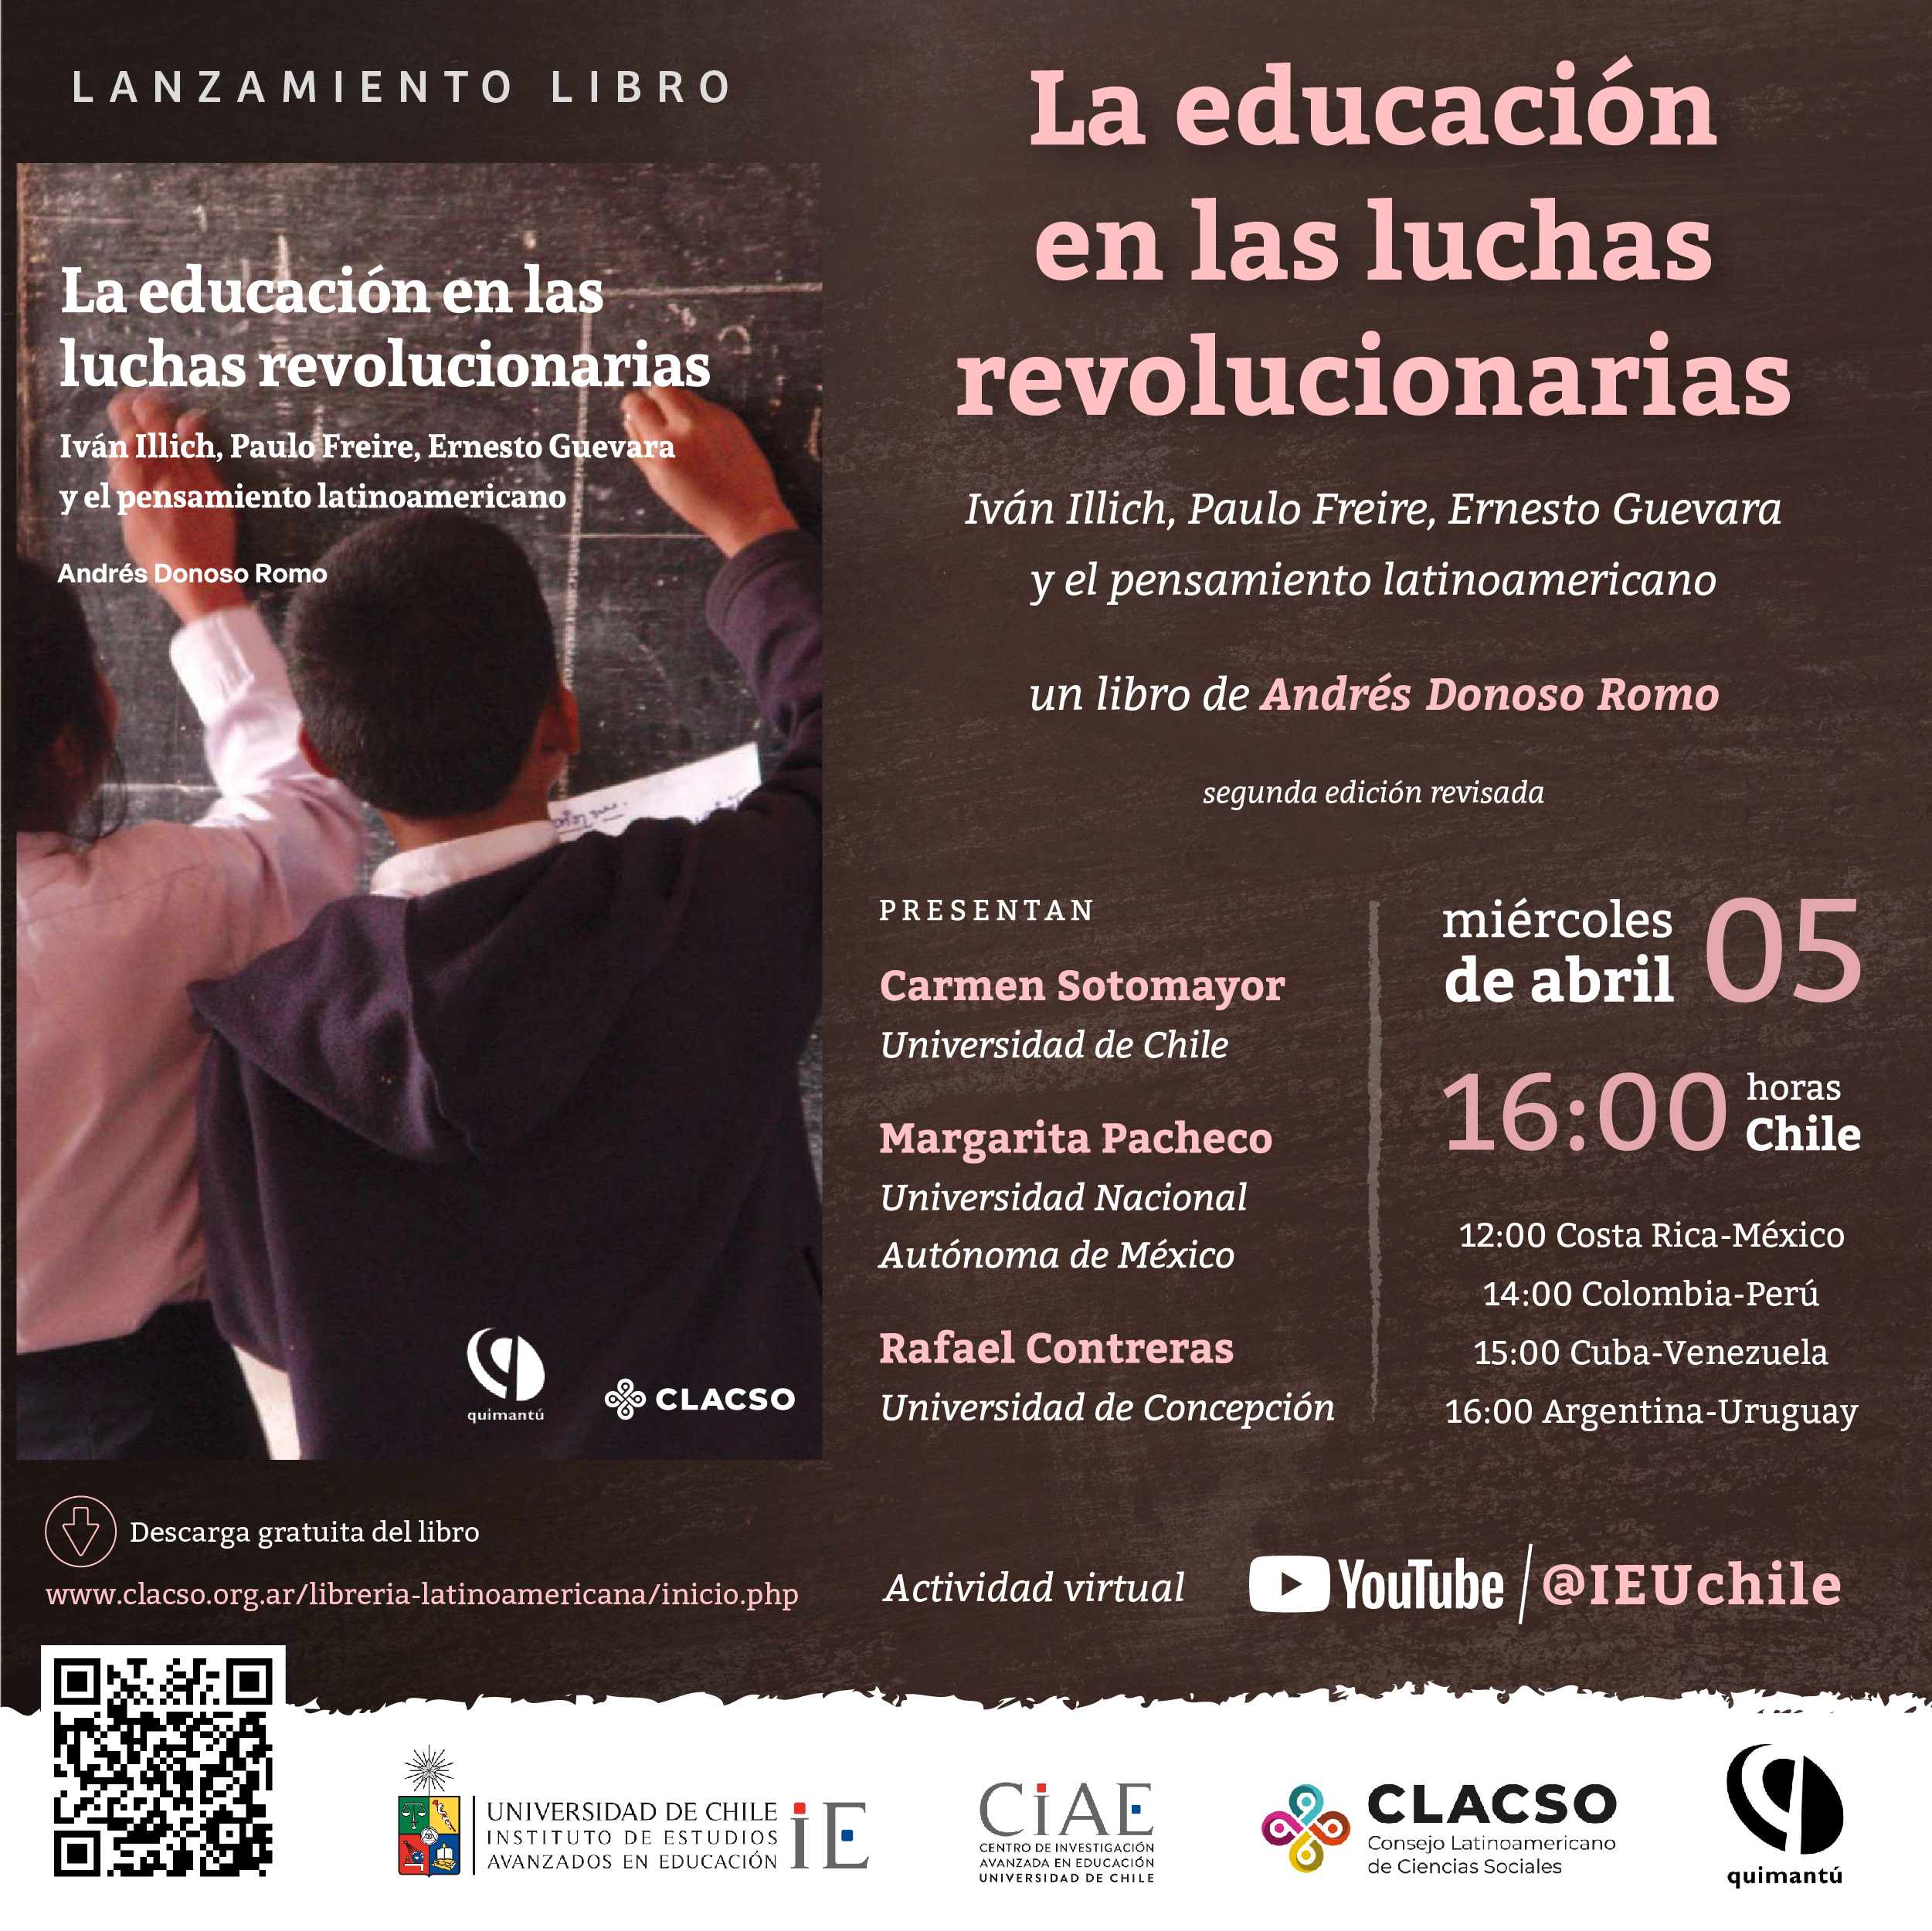 LANZAMIENTO LIBRO
La educación en las
luchas revolucionarias
Iván Illich, Paulo Freire, Ernesto Guevara
y el pensamiento latinoamericano
Andrés Donoso Romo
quimantú
CLACSO
Descarga gratuita del libro
www.clacso.org.ar/libreria-latinoamericana/inicio.php
La educación
en las luchas
revolucionarias
Iván Illich, Paulo Freire, Ernesto Guevara
y el pensamiento latinoamericano
un libro de Andrés Donoso Romo
segunda edición revisada
PRESENTAN
Carmen Sotomayor
Universidad de Chile
Margarita Pacheco
Universidad Nacional
Autónoma de México
Rafael Contreras
Universidad de Concepción
miércoles 05
de abril
16:00 horas
Chile
12:00 Costa Rica-México
14:00 Colombia-Perú
15:00 Cuba-Venezuela
16:00 Argentina-Uruguay
Actividad virtual YouTube / @IEUchile
UNIVERSIDAD DE CHILE
INSTITUTO DE ESTUDIOS
AVANZADOS EN EDUCACIÓN
iE
CiAE
CENTRO DE INVESTIGACIÓN
AVANZADA EN EDUCACIÓN
UNIVERSIDAD DE CHILE
CLACSO
Consejo Latinoamericano
de Ciencias Sociales
quimantú